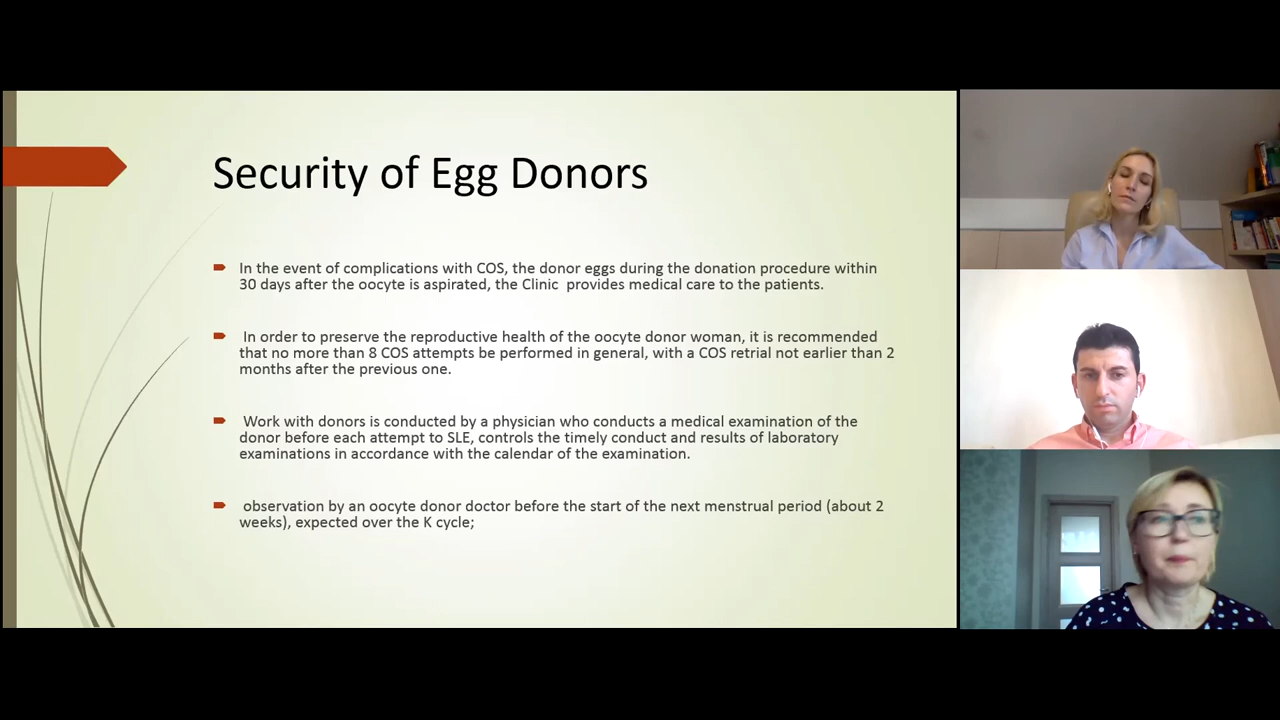 Security of Egg Donors
In the event of complications with COS, the donor eggs during the donation procedure within
30 days after the oocyte is aspirated, the Clinic provides medical care to the patients.
In order to preserve the reproductive health of the oocyte donor woman, it is recommended
that no more than 8 COS attempts be performed in general, with a COS retrial not earlier than 2
months after the previous one.
Work with donors is conducted by a physician who conducts a medical examination of the
donor before each attempt to SLE, controls the timely conduct and results of laboratory
examinations in accordance with the calendar of the examination.
observation by an oocyte donor doctor before the start of the next menstrual period (about 2
weeks), expected over the K cycle;